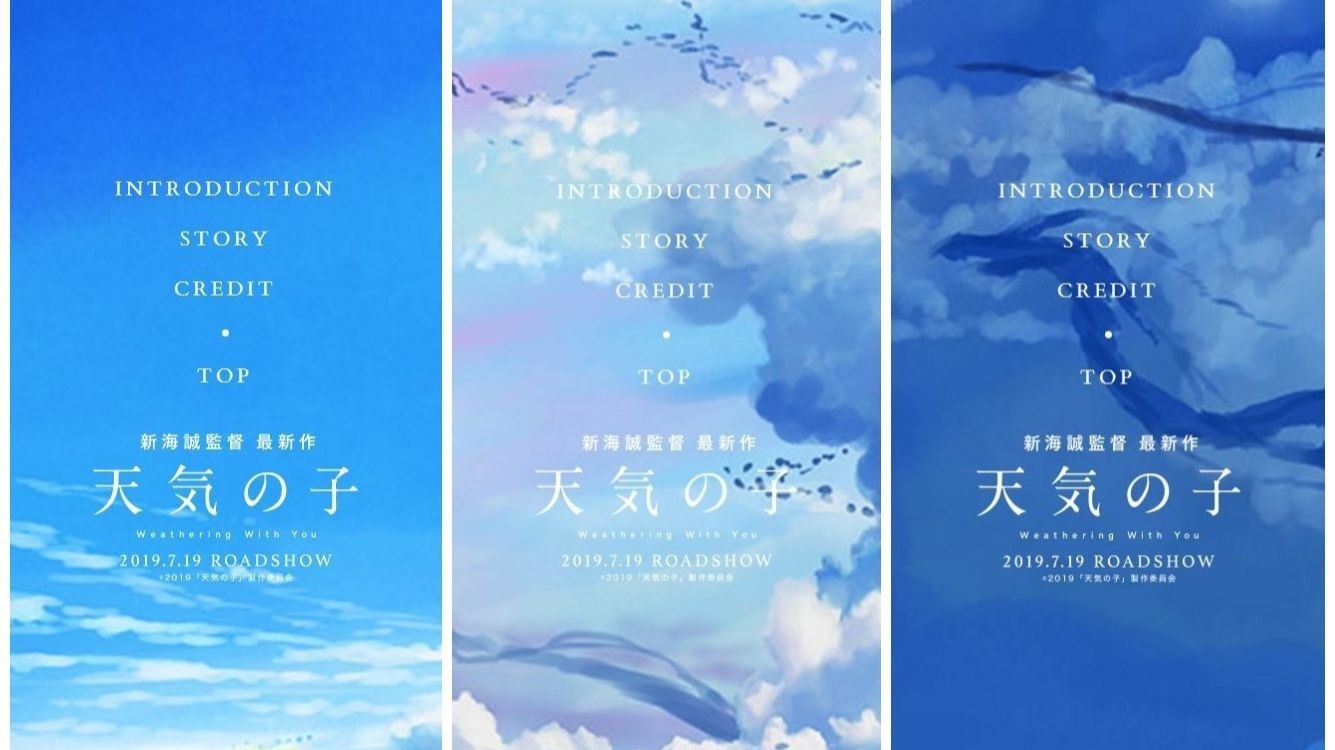 INTRODUCTION
STORY
CREDIT
TOP
新海誠監督 最新作
天気の子
Weathering With You
2019.7.19 ROADSHOW
©2019「天気の子」製作委員会
INTRODUCTION
STORY
CREDIT
TOP
新海誠監督 最新作
天気の子
Weathering With You
2019.7.19 ROADSHOW
©2019「天気の子」製作委員会
INTRODUCTION
STORY
CREDIT
TOP
新海誠監督 最新作
天気の子
Weathering With You
2019.7.19 ROADSHOW
©2019「天気の子」製作委員会